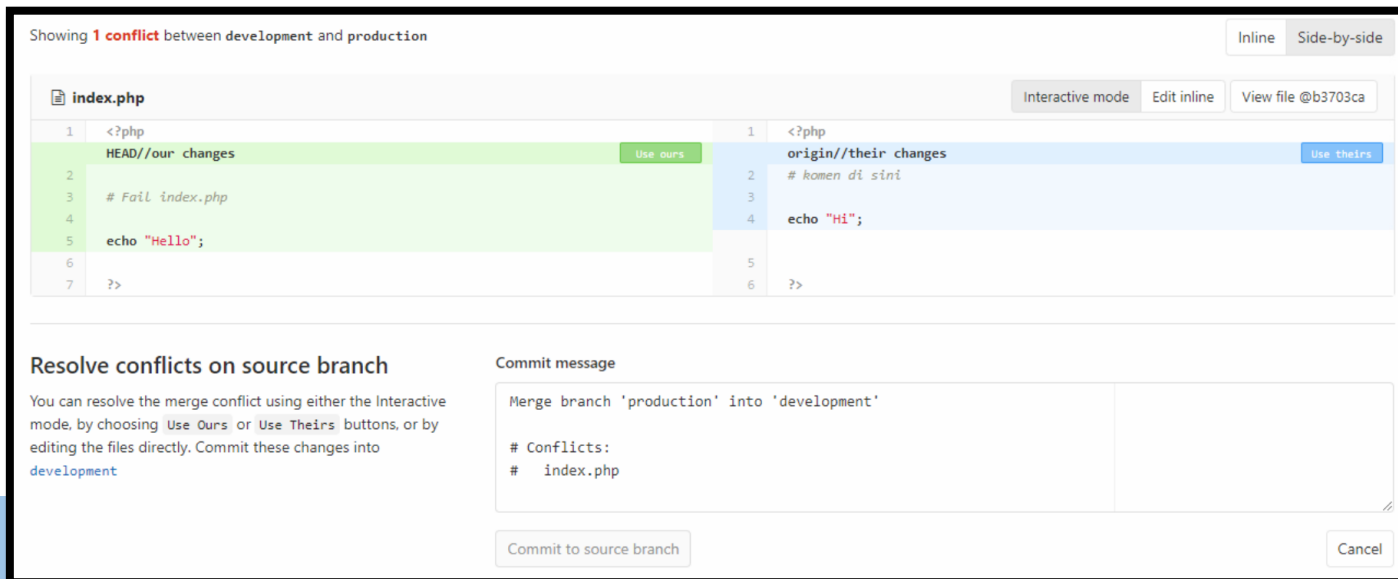 Showing 1 conflict between development and production
Inline Side-by-side
index.php
Interactive mode Edit inline View file @b3703ca
1 <?php
HEAD//our changes
Use ours
2
3 # Fail index.php
4
5 echo "Hello";
6
7 ?>
1 <?php
origin//their changes
Use theirs
2 # komen di sini
3
4 echo "Hi";
5
6 ?>
Resolve conflicts on source branch
You can resolve the merge conflict using either the Interactive
mode, by choosing Use Ours or Use Theirs buttons, or by
editing the files directly. Commit these changes into
development
Commit message
Merge branch 'production' into 'development'
# Conflicts:
#   index.php
Commit to source branch
Cancel